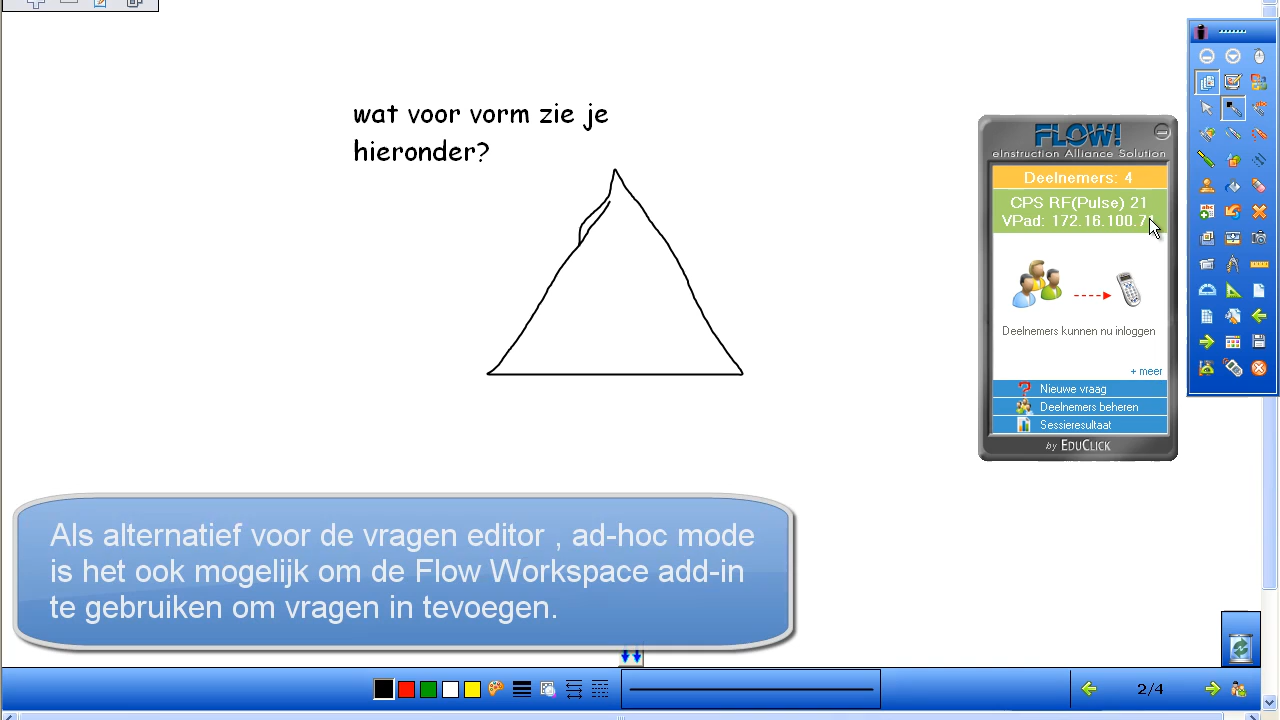 wat voor vorm zie je
hieronder?
FLOW!
eInstruction Alliance Solution
Deelnemers: 4
CPS RF(Pulse) 21
VPad: 172.16.100.7
Deelnemers kunnen nu inloggen
+ meer
Nieuwe vraag
Deelnemers beheren
Sessieresultaat
by EDUCLICK
Als alternatief voor de vragen editor , ad-hoc mode
is het ook mogelijk om de Flow Workspace add-in
te gebruiken om vragen in tevoegen.
2/4